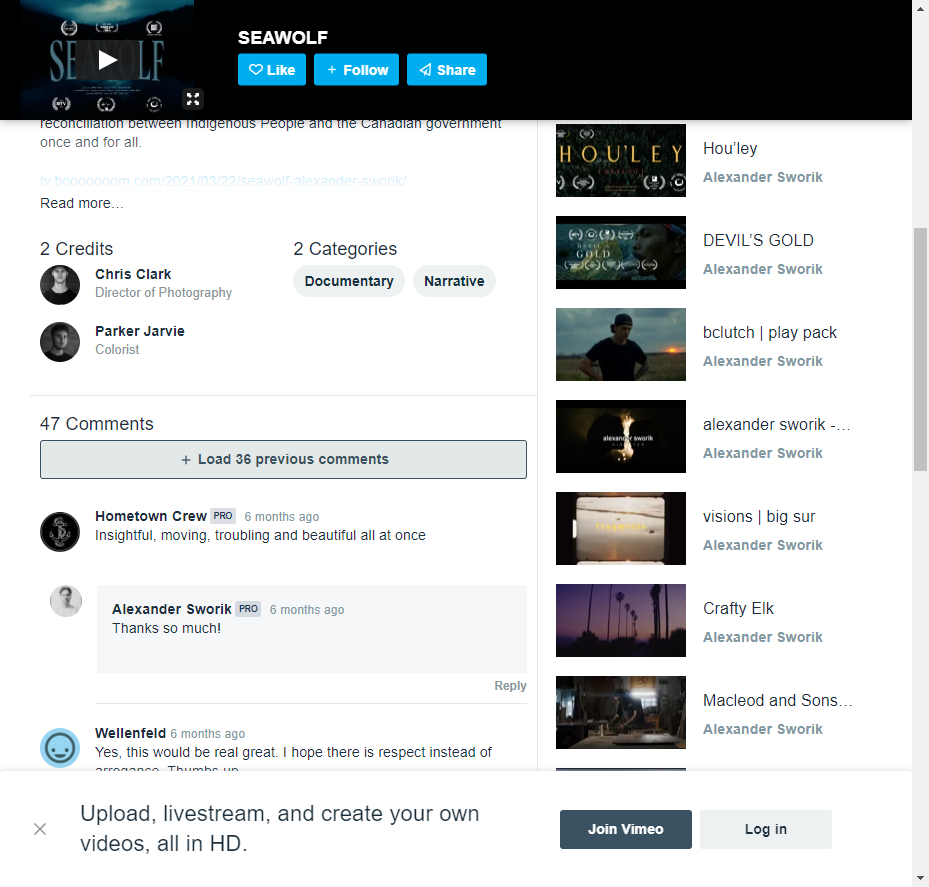 SEAWOLF
SEAWOLF
Like
+ Follow
Share
reconciliation between Indigenous People and the Canadian government
once and for all.
tv.booooooom.com/2021/03/22/seawolf-alexander-sworik/
Read more…
2 Credits
Chris Clark
Director of Photography
Parker Jarvie
Colorist
2 Categories
Documentary
Narrative
47 Comments
+ Load 36 previous comments
Hometown Crew PRO 6 months ago
Insightful, moving, troubling and beautiful all at once
Alexander Sworik PRO 6 months ago
Thanks so much!
Reply
Wellenfeld 6 months ago
Yes, this would be real great. I hope there is respect instead of
arrogance. Thumbs up
HOU'LEY
Hou’ley
Alexander Sworik
DEVIL'S
GOLD
DEVIL’S GOLD
Alexander Sworik
bclutch | play pack
Alexander Sworik
alexander sworik
alexander sworik -…
Alexander Sworik
visions | big sur
Alexander Sworik
Crafty Elk
Alexander Sworik
Macleod and Sons…
Alexander Sworik
Upload, livestream, and create your own
videos, all in HD.
Join Vimeo
Log in